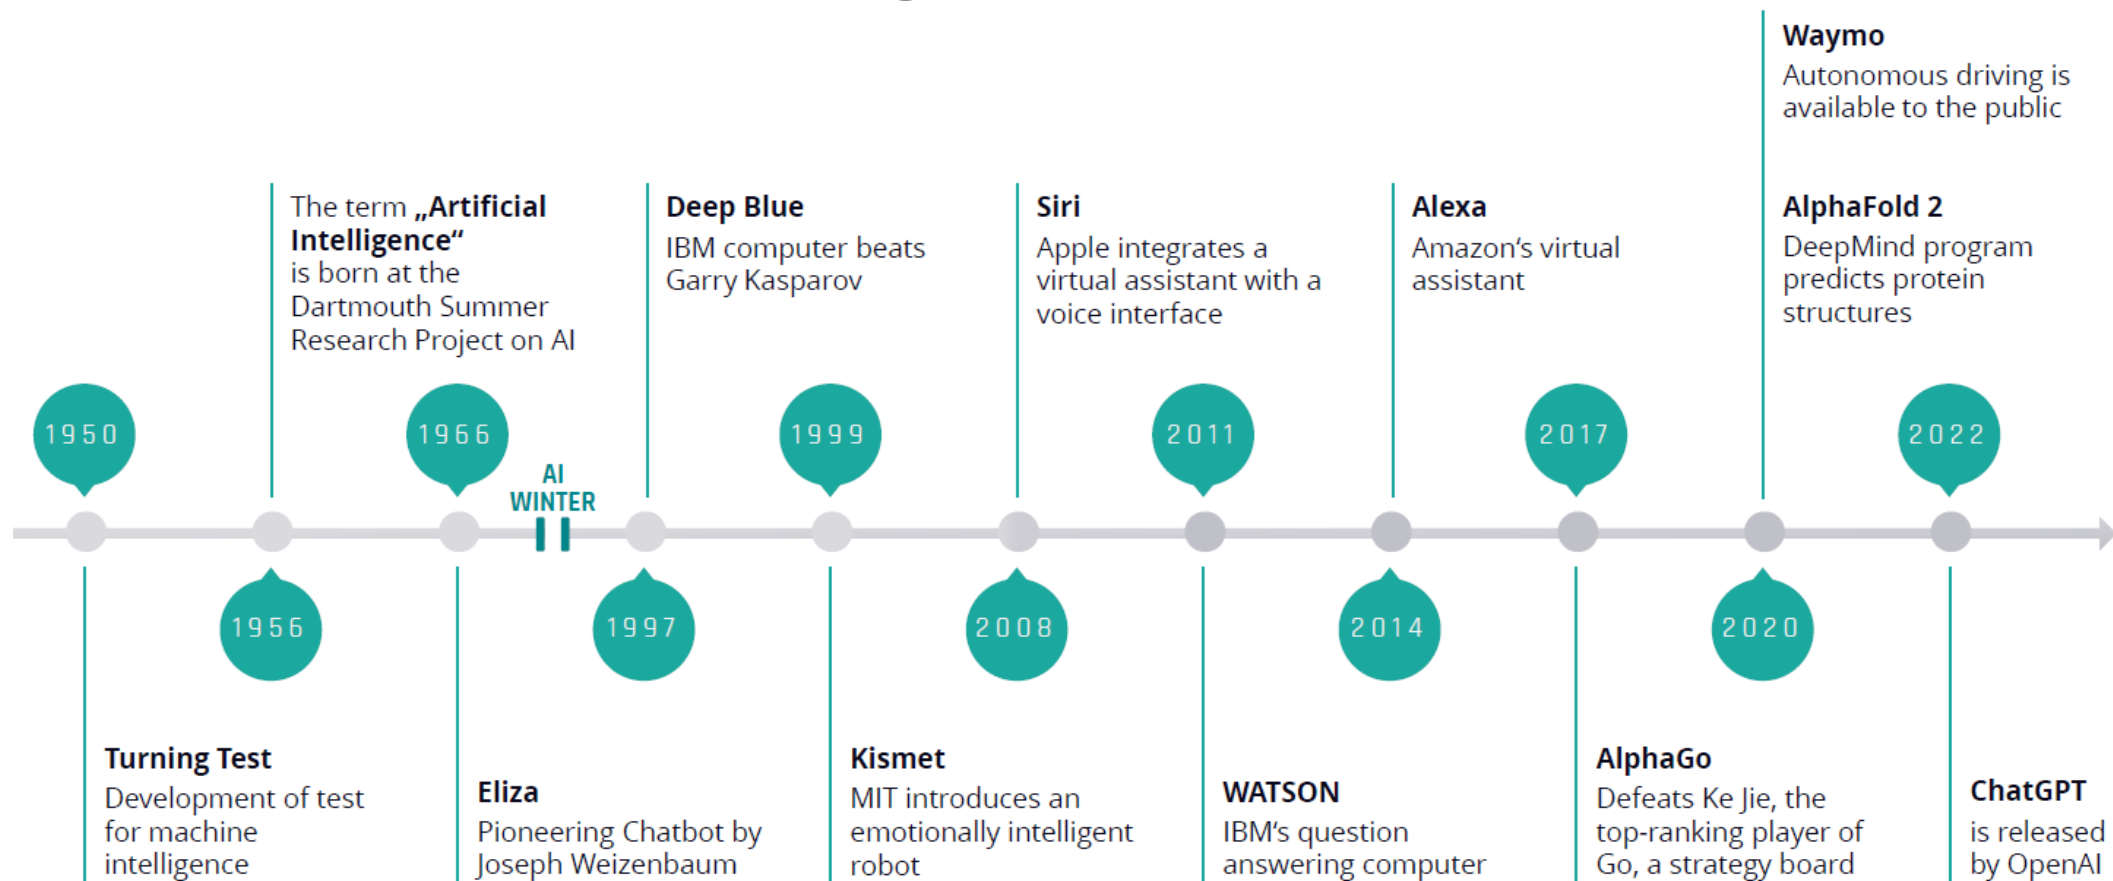 Waymo
Autonomous driving is
available to the public
The term „Artificial
Intelligence“
is born at the
Dartmouth Summer
Research Project on AI
Deep Blue
IBM computer beats
Garry Kasparov
Siri
Apple integrates a
virtual assistant with a
voice interface
Alexa
Amazon‘s virtual
assistant
AlphaFold 2
DeepMind program
predicts protein
structures
1950
1966
1999
2011
2017
2022
AI
WINTER
1956
1997
2008
2014
2020
Turning Test
Development of test
for machine
intelligence
Eliza
Pioneering Chatbot by
Joseph Weizenbaum
Kismet
MIT introduces an
emotionally intelligent
robot
WATSON
IBM‘s question
answering computer
AlphaGo
Defeats Ke Jie, the
top-ranking player of
Go, a strategy board
ChatGPT
is released
by OpenAI